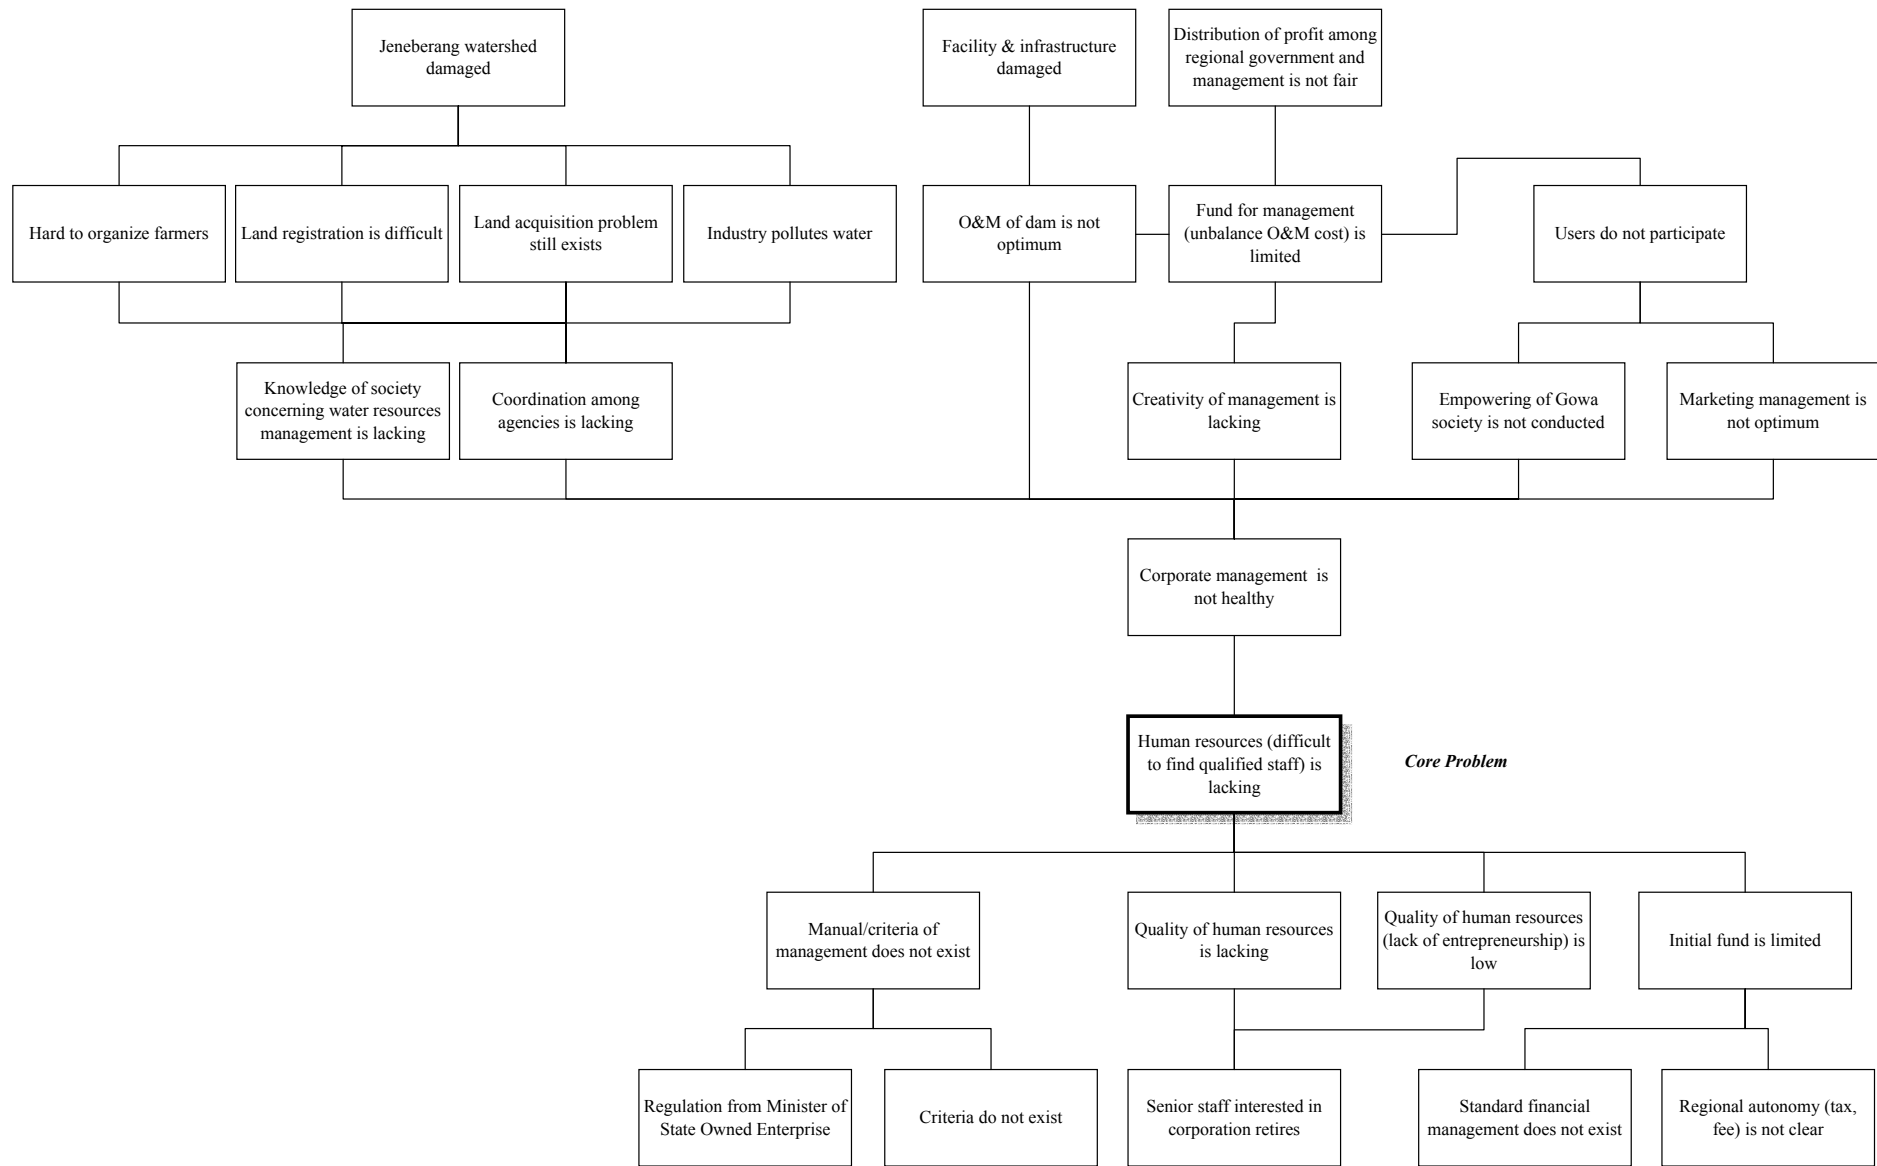 Jeneberang watershed
damaged
Facility & infrastructure
damaged
Distribution of profit among
regional government and
management is not fair
Hard to organize farmers
Land registration is difficult
Land acquisition problem
still exists
Industry pollutes water
O&M of dam is not
optimum
Fund for management
(unbalance O&M cost) is
limited
Users do not participate
Knowledge of society
concerning water resources
management is lacking
Coordination among
agencies is lacking
Creativity of management is
lacking
Empowering of Gowa
society is not conducted
Marketing management is
not optimum
Corporate management is
not healthy
Human resources (difficult
to find qualified staff) is
lacking
Core Problem
Manual/criteria of
management does not exist
Quality of human resources
is lacking
Quality of human resources
(lack of entrepreneurship) is
low
Initial fund is limited
Regulation from Minister of
State Owned Enterprise
Criteria do not exist
Senior staff interested in
corporation retires
Standard financial
management does not exist
Regional autonomy (tax,
fee) is not clear